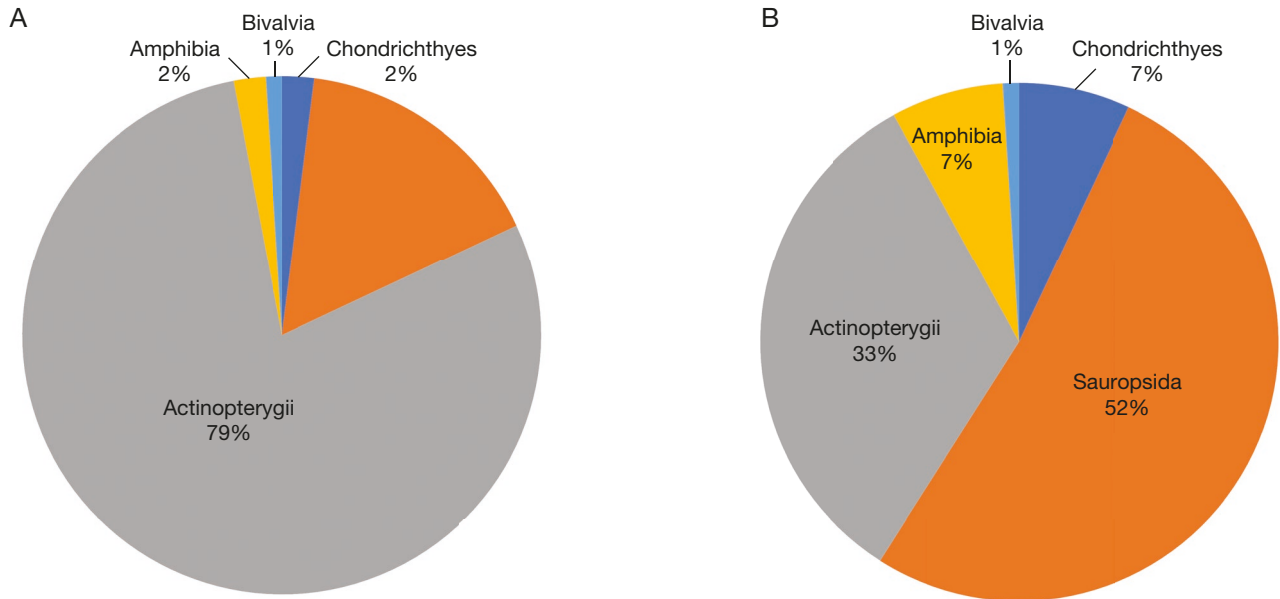 A
Bivalvia
1%
Amphibia
2%
Chondrichthyes
2%
Actinopterygii
79%
B
Bivalvia
1%
Chondrichthyes
7%
Amphibia
7%
Actinopterygii
33%
Sauropsida
52%